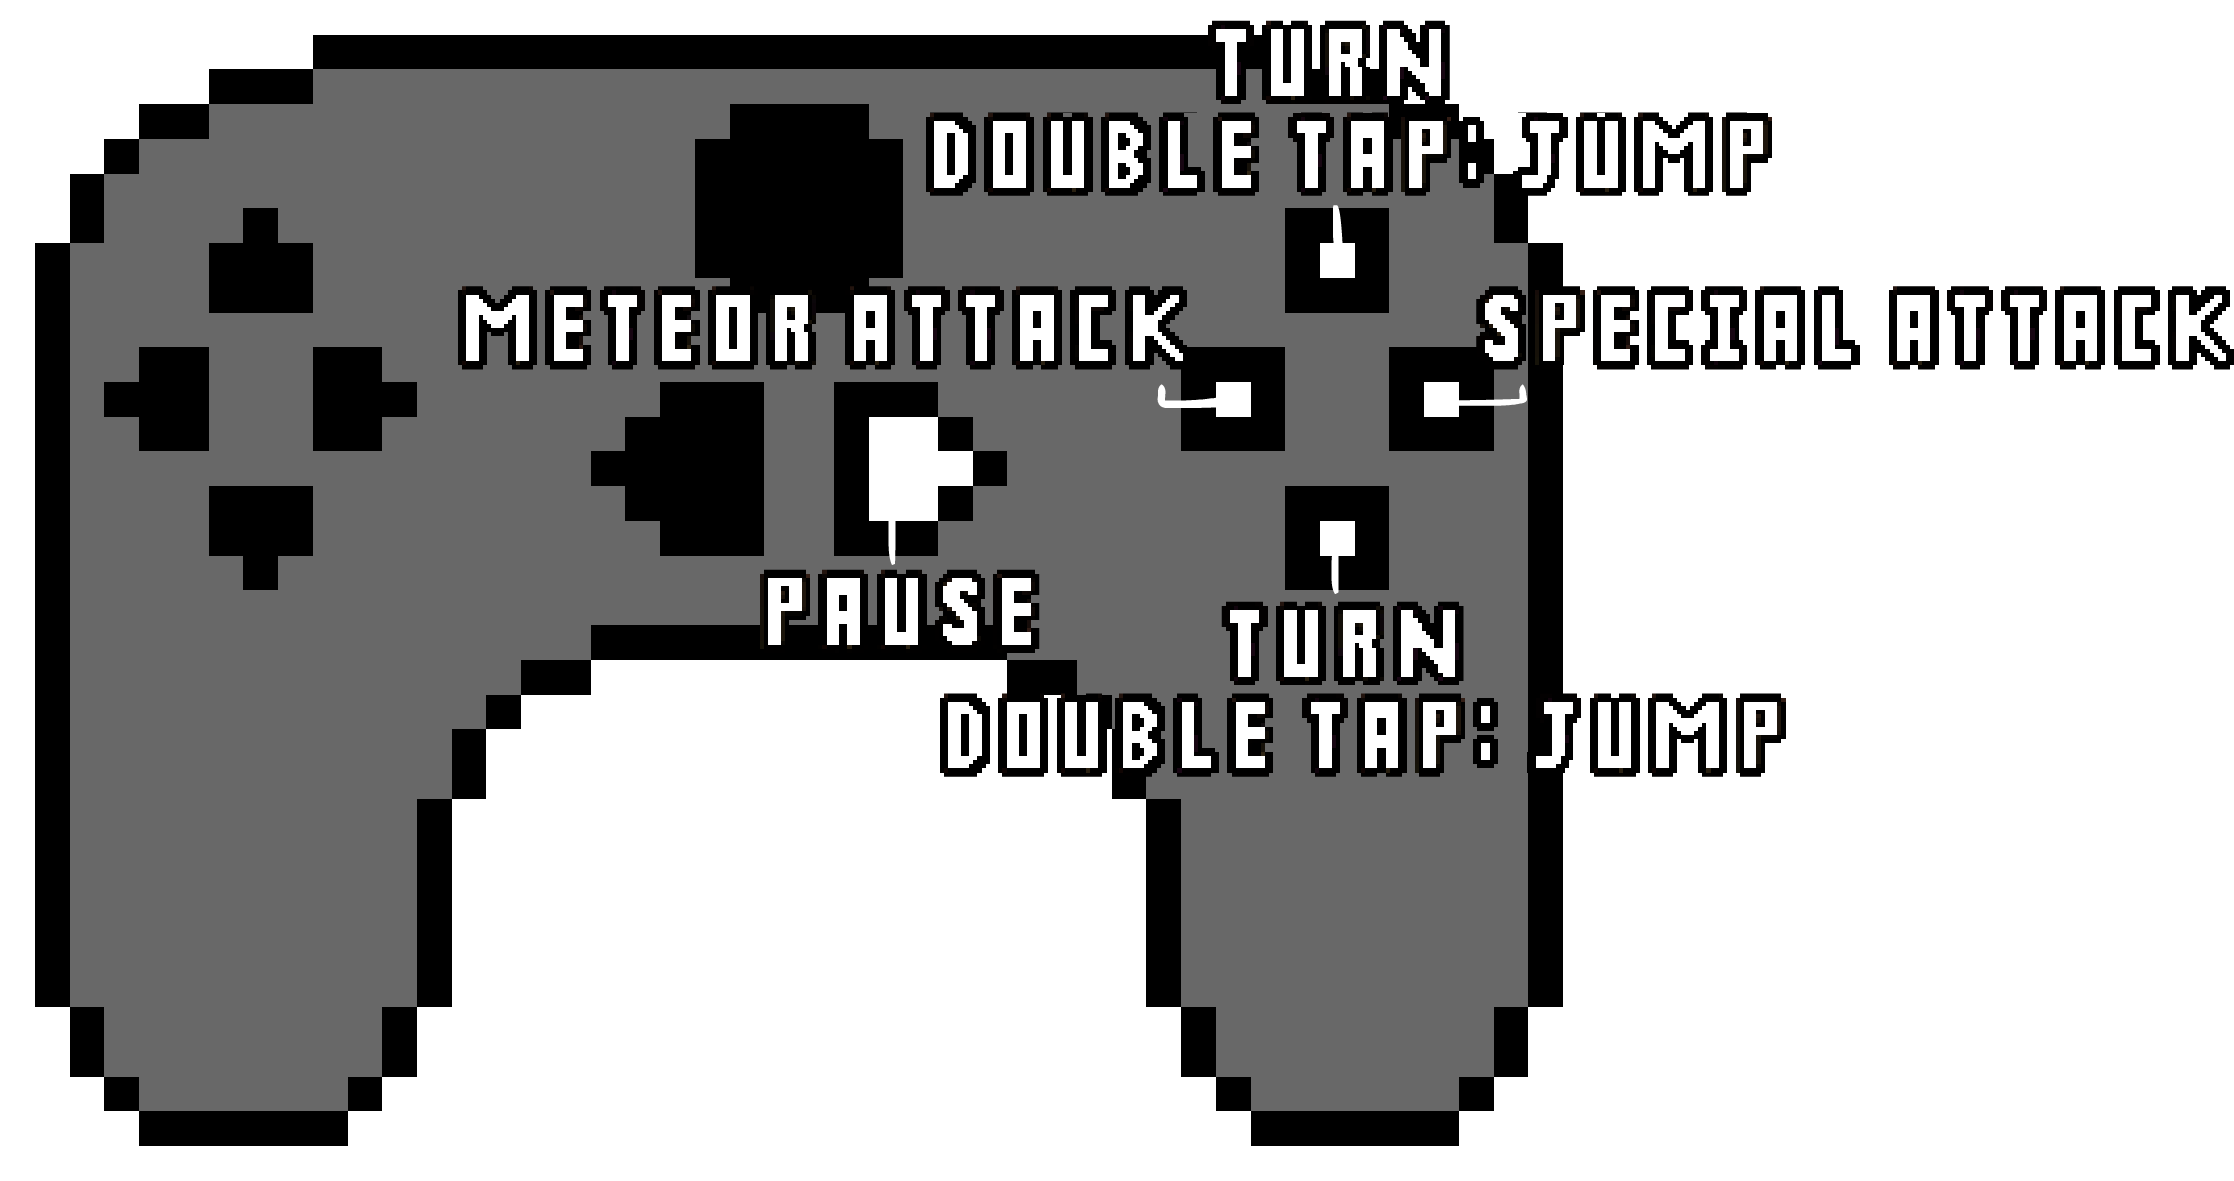 TURN
DOUBLE TAP: JUMP
METEOR ATTACK
SPECIAL ATTACK
PAUSE
TURN
DOUBLE TAP: JUMP